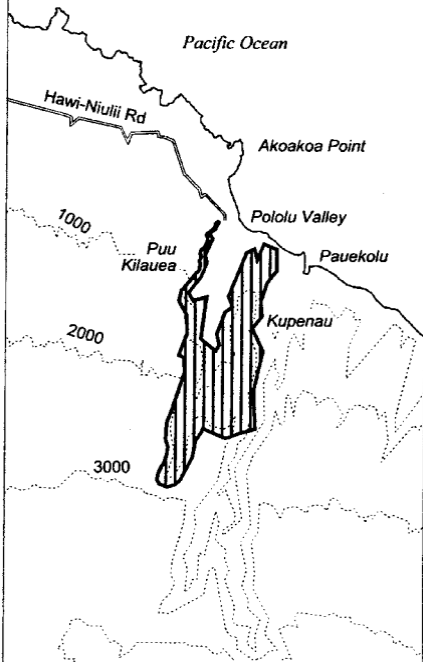 Pacific Ocean
Hawi-Niulii Rd
Akoakoa Point
1000
Pololu Valley
Puu
Kilauea
Pauekolu
Kupenau
2000
3000